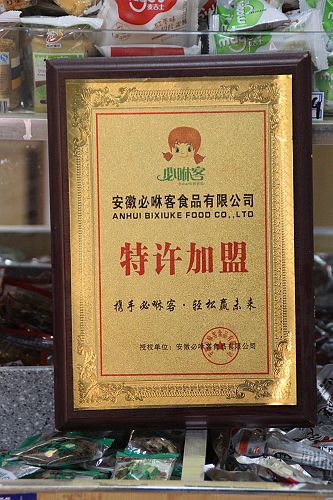 必咻客
安徽必咻客食品有限公司
ANHUI BIXIUKE FOOD CO.,LTD
特许加盟
携手必咻客·轻松赢未来
授权单位：安徽必咻客食品有限公司